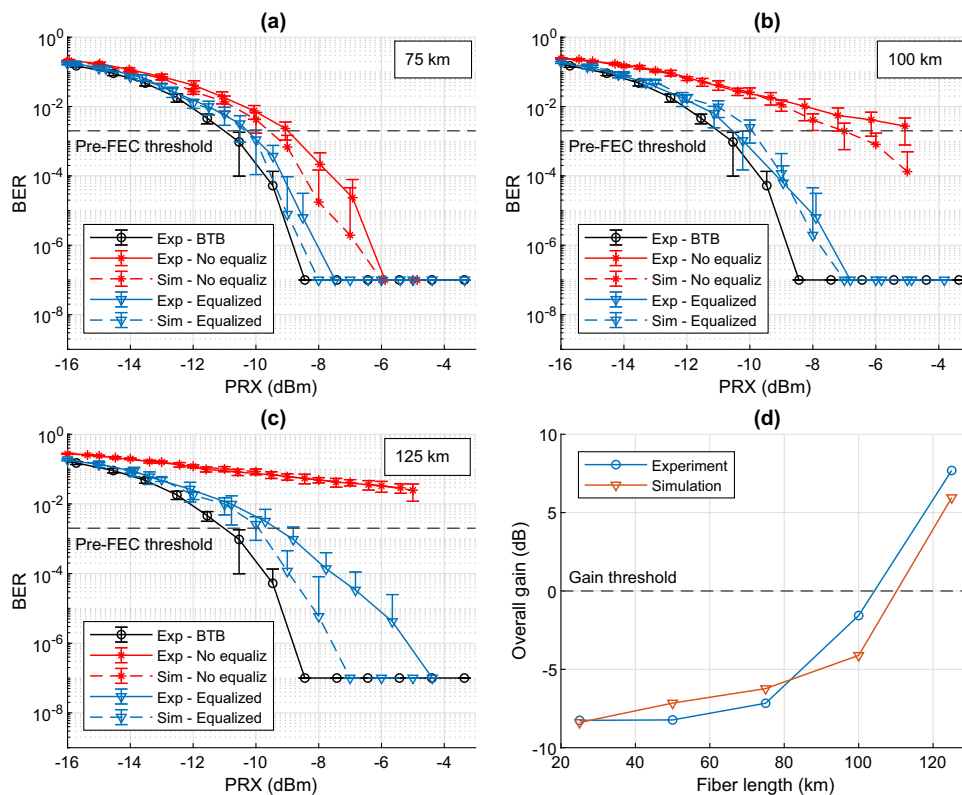 (a)
75 km
10^0
10^-2
10^-4
10^-6
10^-8
BER
Pre-FEC threshold
Exp - BTB
Exp - No equaliz
Sim - No equaliz
Exp - Equalized
Sim - Equalized
-16 -14 -12 -10 -8 -6 -4
PRX (dBm)
(b)
100 km
10^0
10^-2
10^-4
10^-6
10^-8
BER
Pre-FEC threshold
Exp - BTB
Exp - No equaliz
Sim - No equaliz
Exp - Equalized
Sim - Equalized
-16 -14 -12 -10 -8 -6 -4
PRX (dBm)
(c)
125 km
10^0
10^-2
10^-4
10^-6
10^-8
BER
Pre-FEC threshold
Exp - BTB
Exp - No equaliz
Sim - No equaliz
Exp - Equalized
Sim - Equalized
-16 -14 -12 -10 -8 -6 -4
PRX (dBm)
(d)
10
5
0
-5
-10
Overall gain (dB)
Experiment
Simulation
Gain threshold
20 40 60 80 100 120
Fiber length (km)